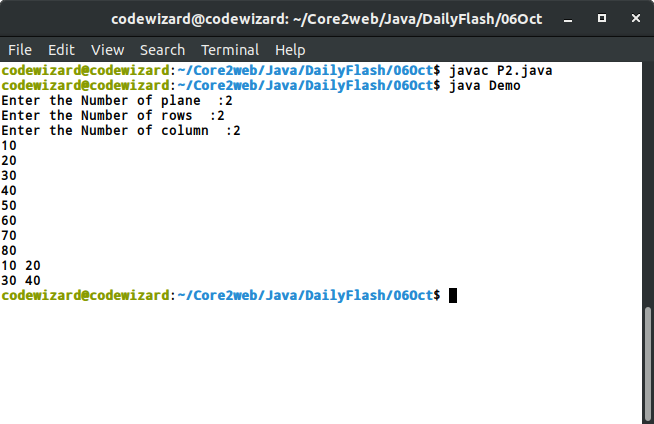 codewizard@codewizard: ~/Core2web/Java/DailyFlash/06Oct
File Edit View Search Terminal Help
codewizard@codewizard:~/Core2web/Java/DailyFlash/06Oct$ javac P2.java
codewizard@codewizard:~/Core2web/Java/DailyFlash/06Oct$ java Demo
Enter the Number of plane  :2
Enter the Number of rows  :2
Enter the Number of column  :2
10
20
30
40
50
60
70
80
10 20
30 40
codewizard@codewizard:~/Core2web/Java/DailyFlash/06Oct$